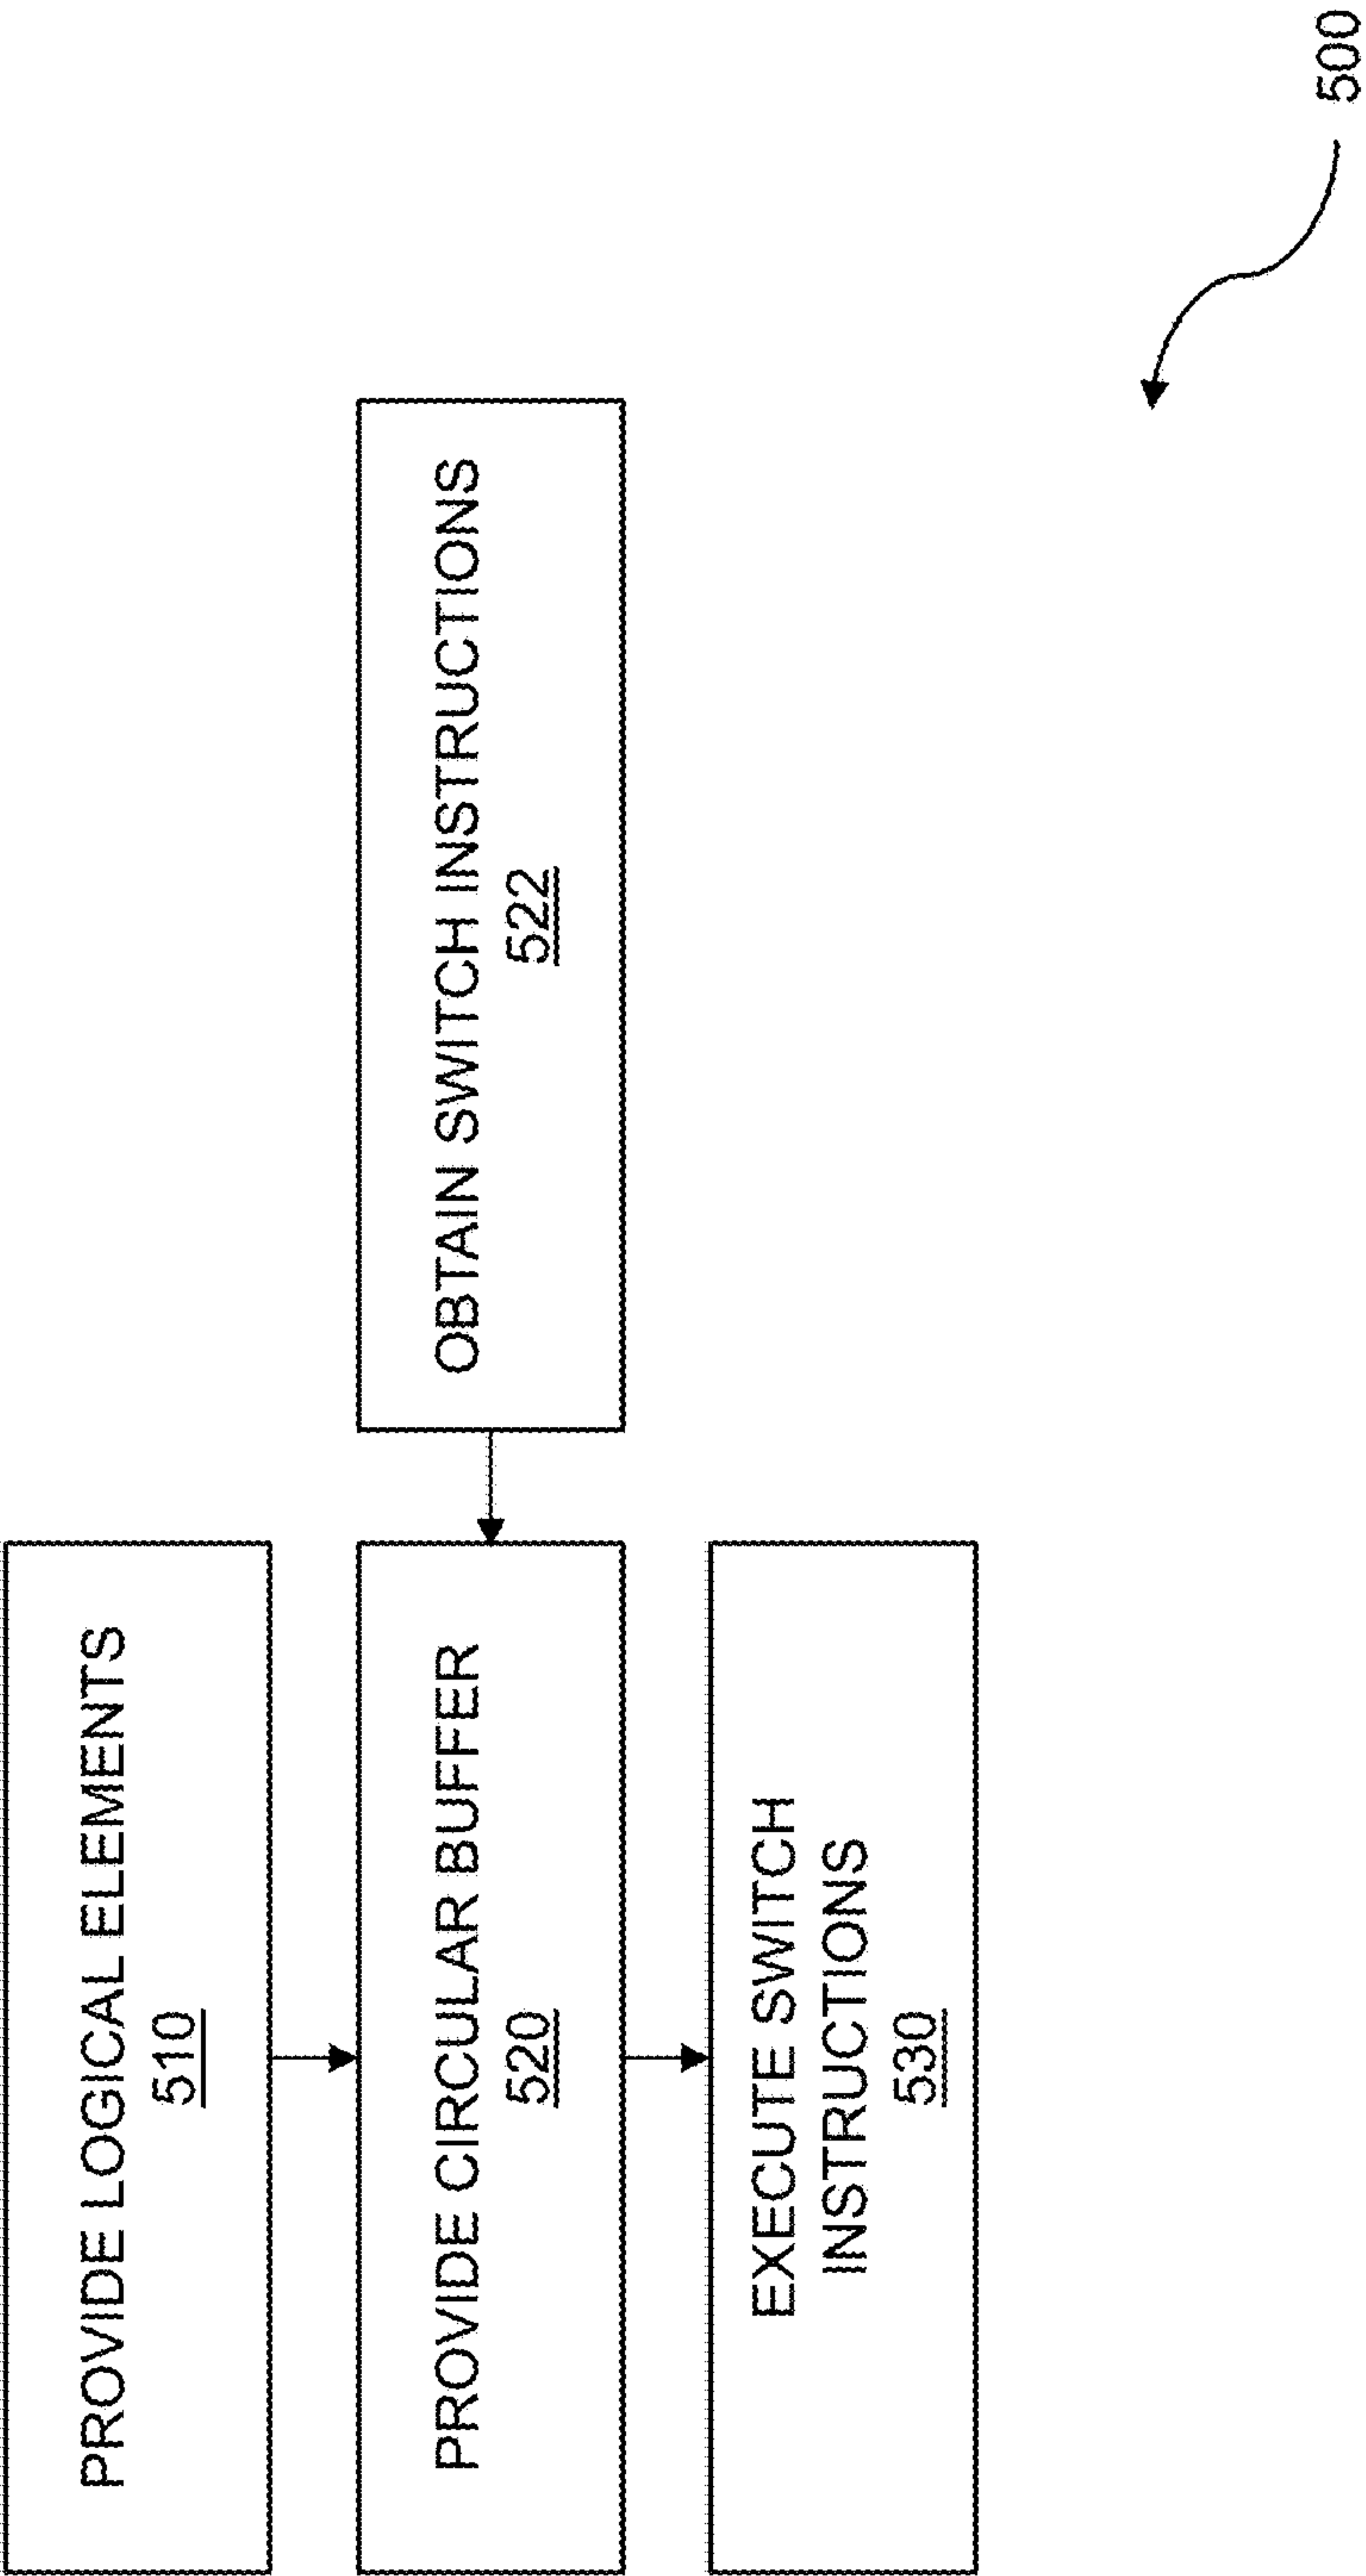 PROVIDE LOGICAL ELEMENTS
510
PROVIDE CIRCULAR BUFFER
520
OBTAIN SWITCH INSTRUCTIONS
522
EXECUTE SWITCH
INSTRUCTIONS
530
500